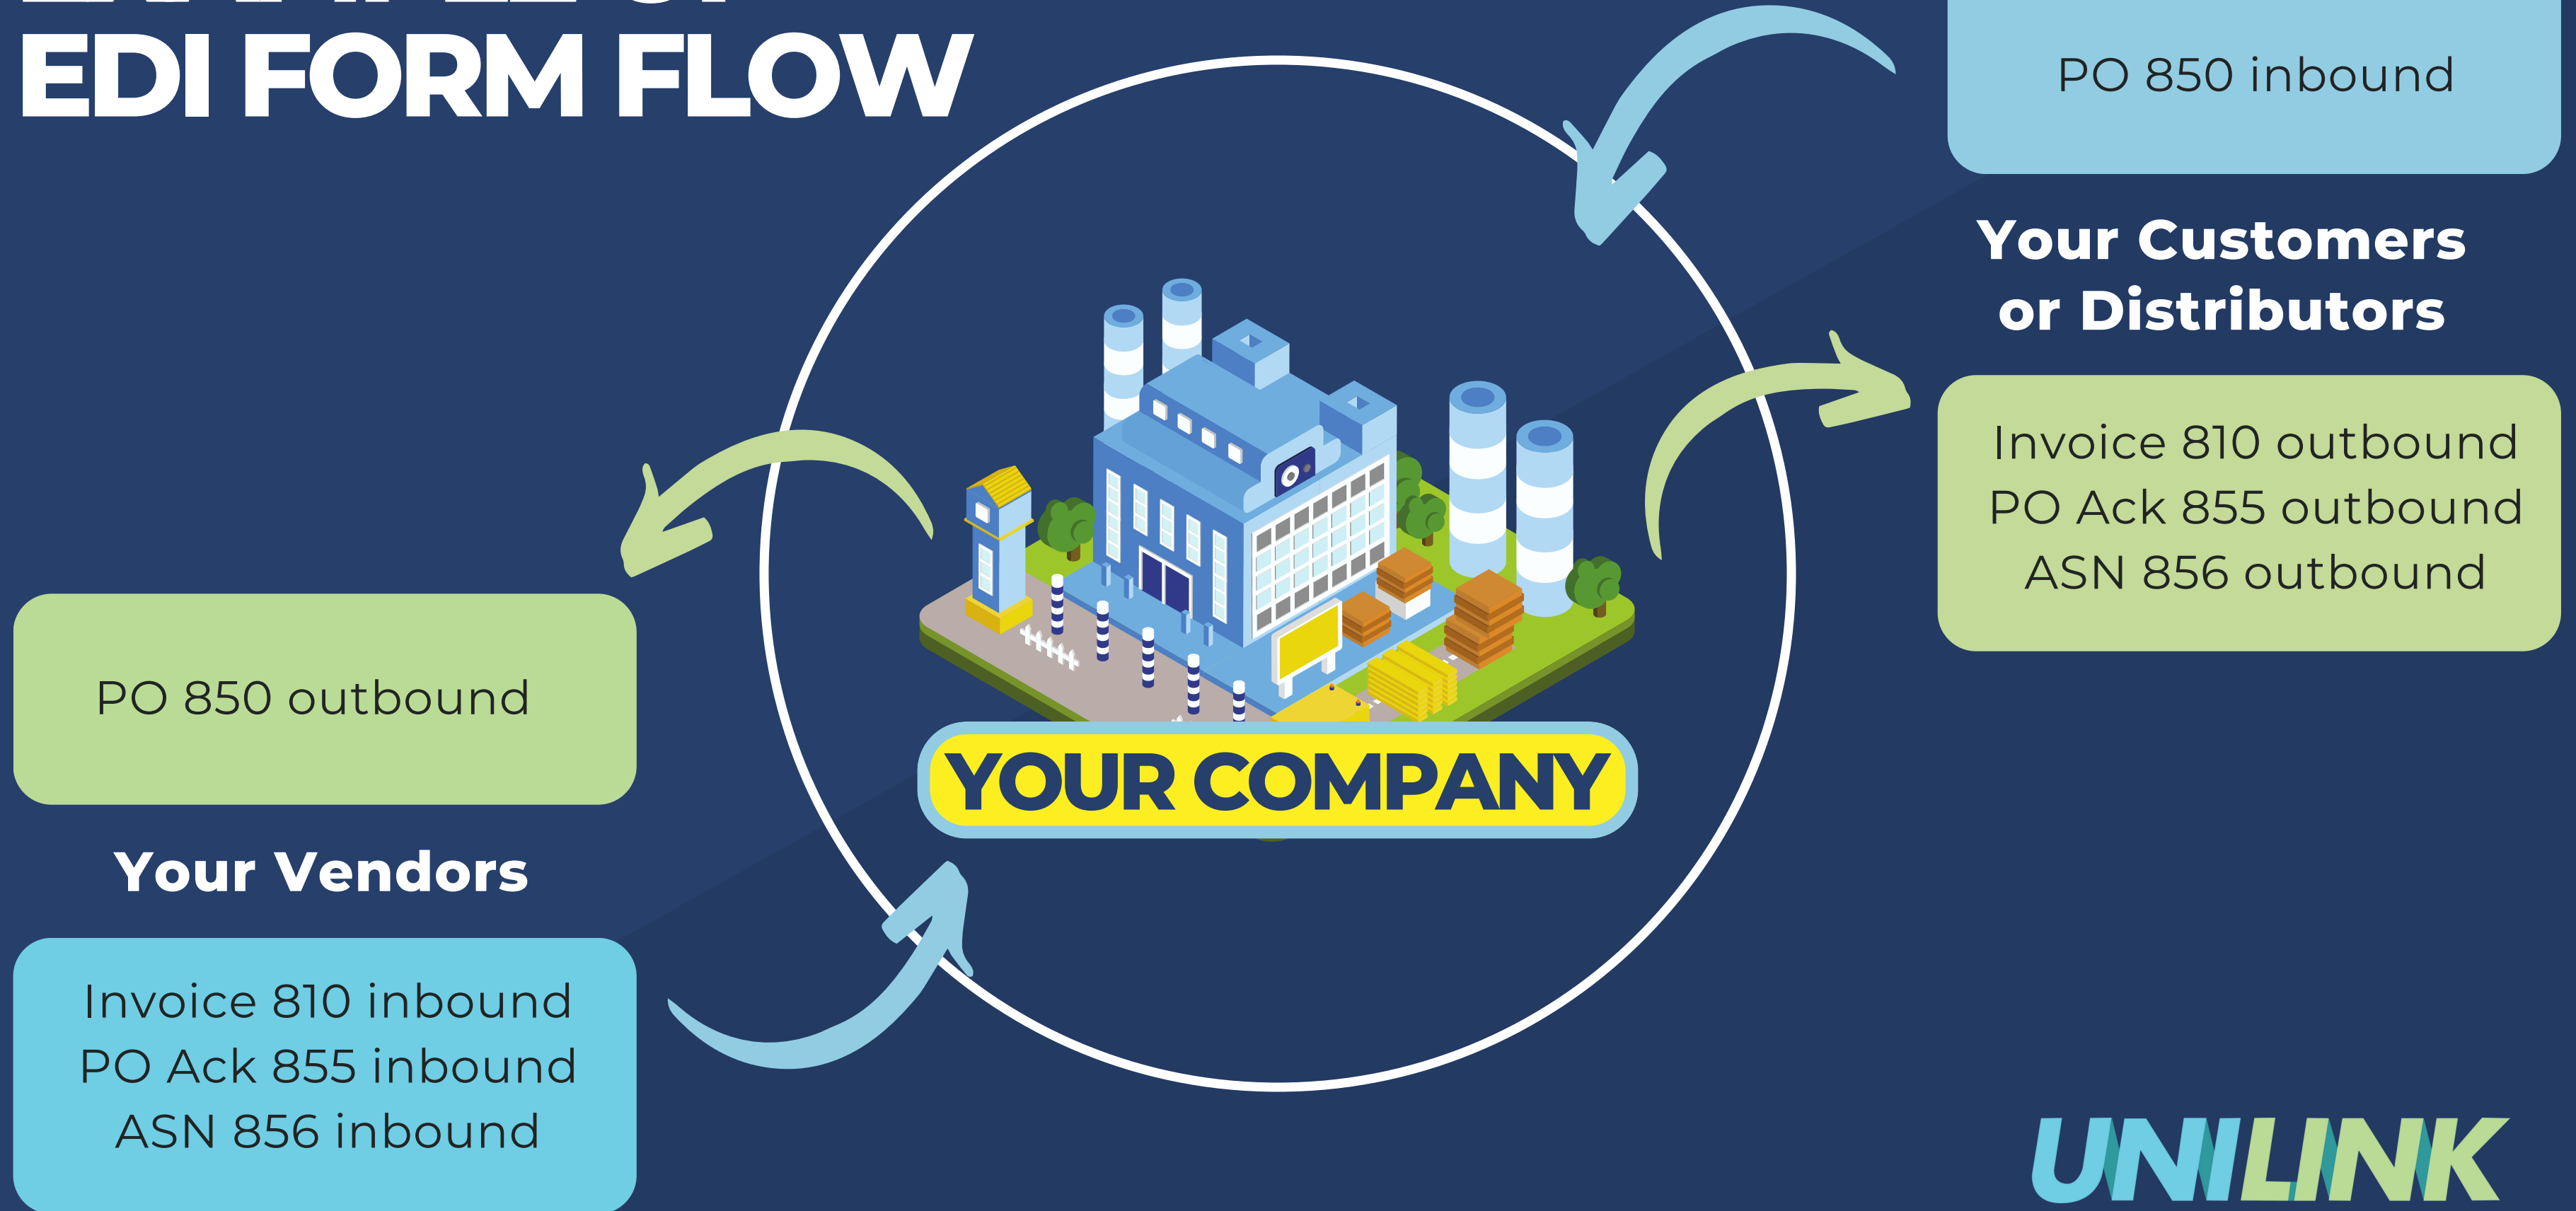 EDI FORM FLOW
PO 850 inbound
Your Customers
or Distributors
Invoice 810 outbound
PO Ack 855 outbound
ASN 856 outbound
PO 850 outbound
Your Vendors
Invoice 810 inbound
PO Ack 855 inbound
ASN 856 inbound
YOUR COMPANY
UNILINK